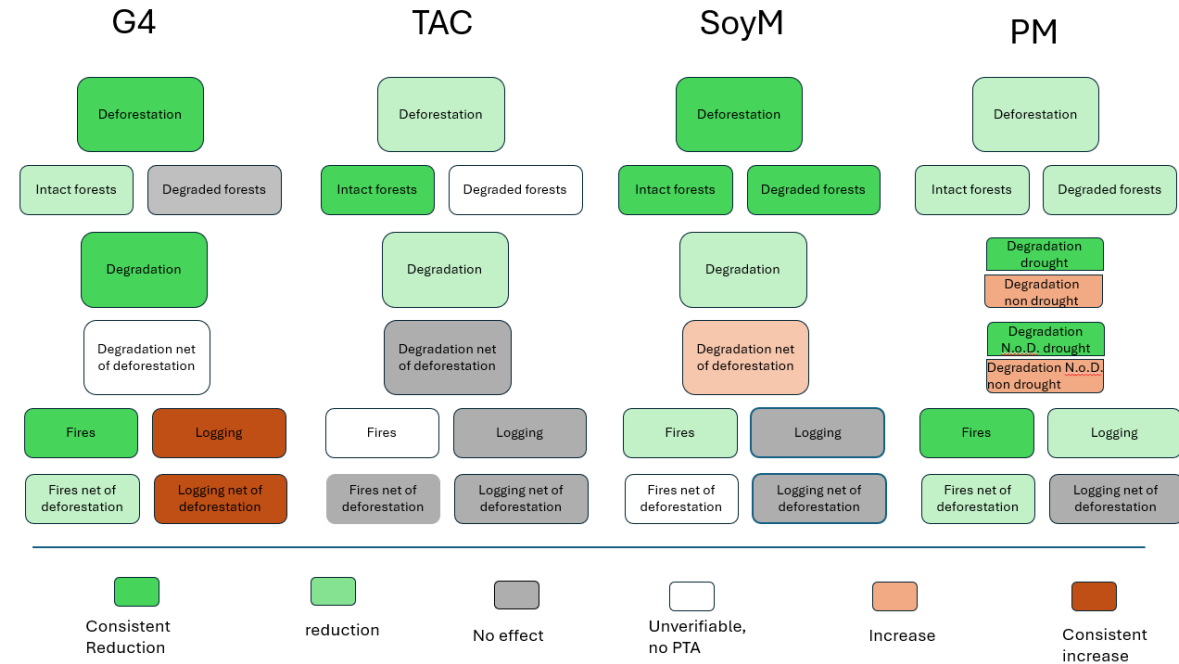 G4
TAC
SoyM
PM
Deforestation
Deforestation
Deforestation
Deforestation
Intact forests
Degraded forests
Intact forests
Degraded forests
Intact forests
Degraded forests
Intact forests
Degraded forests
Degradation
Degradation
Degradation
Degradation
drought
Degradation
non drought
Degradation net
of deforestation
Degradation net
of deforestation
Degradation net
of deforestation
Degradation
N.o.D. drought
Degradation N.o.D.
non drought
Fires
Logging
Fires
Logging
Fires
Logging
Fires
Logging
Fires net of
deforestation
Logging net of
deforestation
Fires net of
deforestation
Logging net of
deforestation
Fires net of
deforestation
Logging net of
deforestation
Fires net of
deforestation
Logging net of
deforestation
Consistent
Reduction
reduction
No effect
Unverifiable,
no PTA
Increase
Consistent
increase